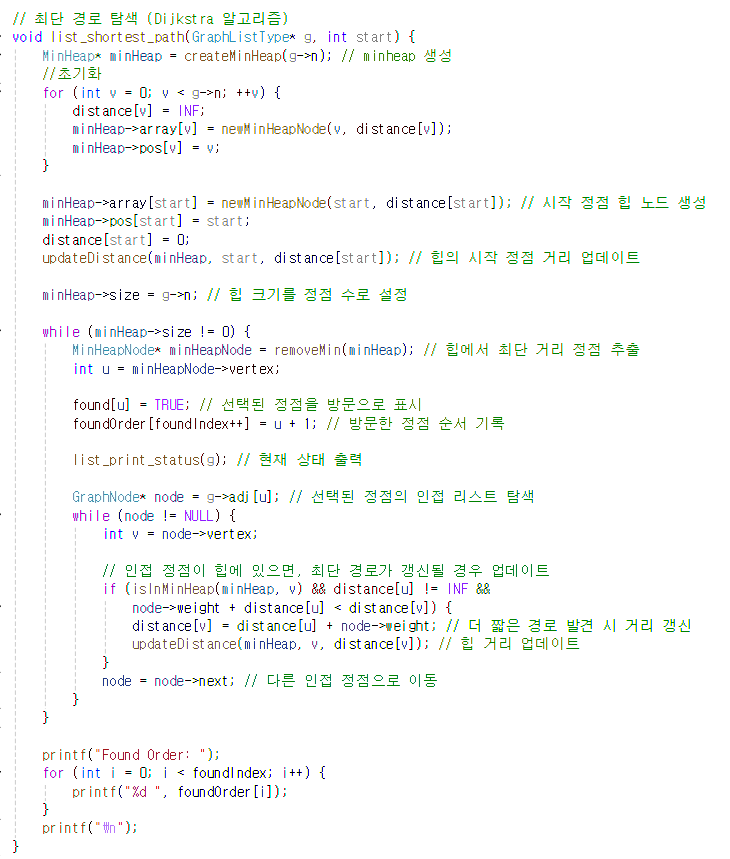 // 최단 경로 탐색 (Dijkstra 알고리즘)
void list_shortest_path(GraphListType* g, int start) {
    MinHeap* minHeap = createMinHeap(g->n); // minheap 생성
    //초기화
    for (int v = 0; v < g->n; ++v) {
        distance[v] = INF;
        minHeap->array[v] = newMinHeapNode(v, distance[v]);
        minHeap->pos[v] = v;
    }

    minHeap->array[start] = newMinHeapNode(start, distance[start]); // 시작 정점 힙 노드 생성
    minHeap->pos[start] = start;
    distance[start] = 0;
    updateDistance(minHeap, start, distance[start]); // 힙의 시작 정점 거리 업데이트

    minHeap->size = g->n; // 힙 크기를 정점 수로 설정

    while (minHeap->size != 0) {
        MinHeapNode* minHeapNode = removeMin(minHeap); // 힙에서 최단 거리 정점 추출
        int u = minHeapNode->vertex;

        found[u] = TRUE; // 선택된 정점을 방문으로 표시
        foundOrder[foundIndex++] = u + 1; // 방문한 정점 순서 기록

        list_print_status(g); // 현재 상태 출력

        GraphNode* node = g->adj[u]; // 선택된 정점의 인접 리스트 탐색
        while (node != NULL) {
            int v = node->vertex;

            // 인접 정점이 힙에 있으면, 최단 경로가 갱신될 경우 업데이트
            if (isInMinHeap(minHeap, v) && distance[u] != INF &&
                node->weight + distance[u] < distance[v]) {
                distance[v] = distance[u] + node->weight; // 더 짧은 경로 발견 시 거리 갱신
                updateDistance(minHeap, v, distance[v]); // 힙 거리 업데이트
            }
            node = node->next; // 다른 인접 정점으로 이동
        }
    }

    printf("Found Order: ");
    for (int i = 0; i < foundIndex; i++) {
        printf("%d ", foundOrder[i]);
    }
    printf("₩n");
}